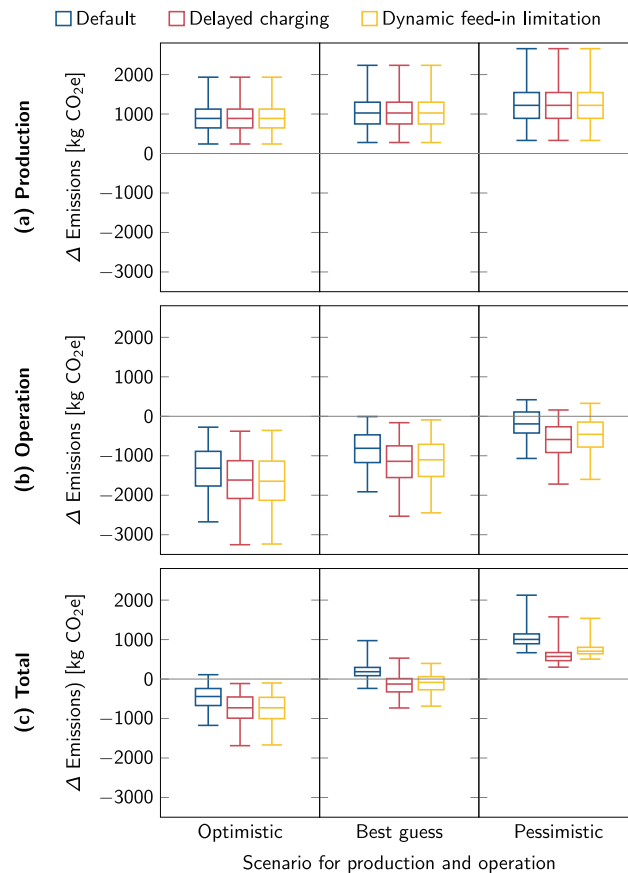 Default Delayed charging Dynamic feed-in limitation
(a) Production
Δ Emissions [kg CO₂e]
2000
1000
0
−1000
−2000
−3000
(b) Operation
Δ Emissions [kg CO₂e]
2000
1000
0
−1000
−2000
−3000
(c) Total
Δ Emissions) [kg CO₂e]
2000
1000
0
−1000
−2000
−3000
Optimistic Best guess Pessimistic
Scenario for production and operation